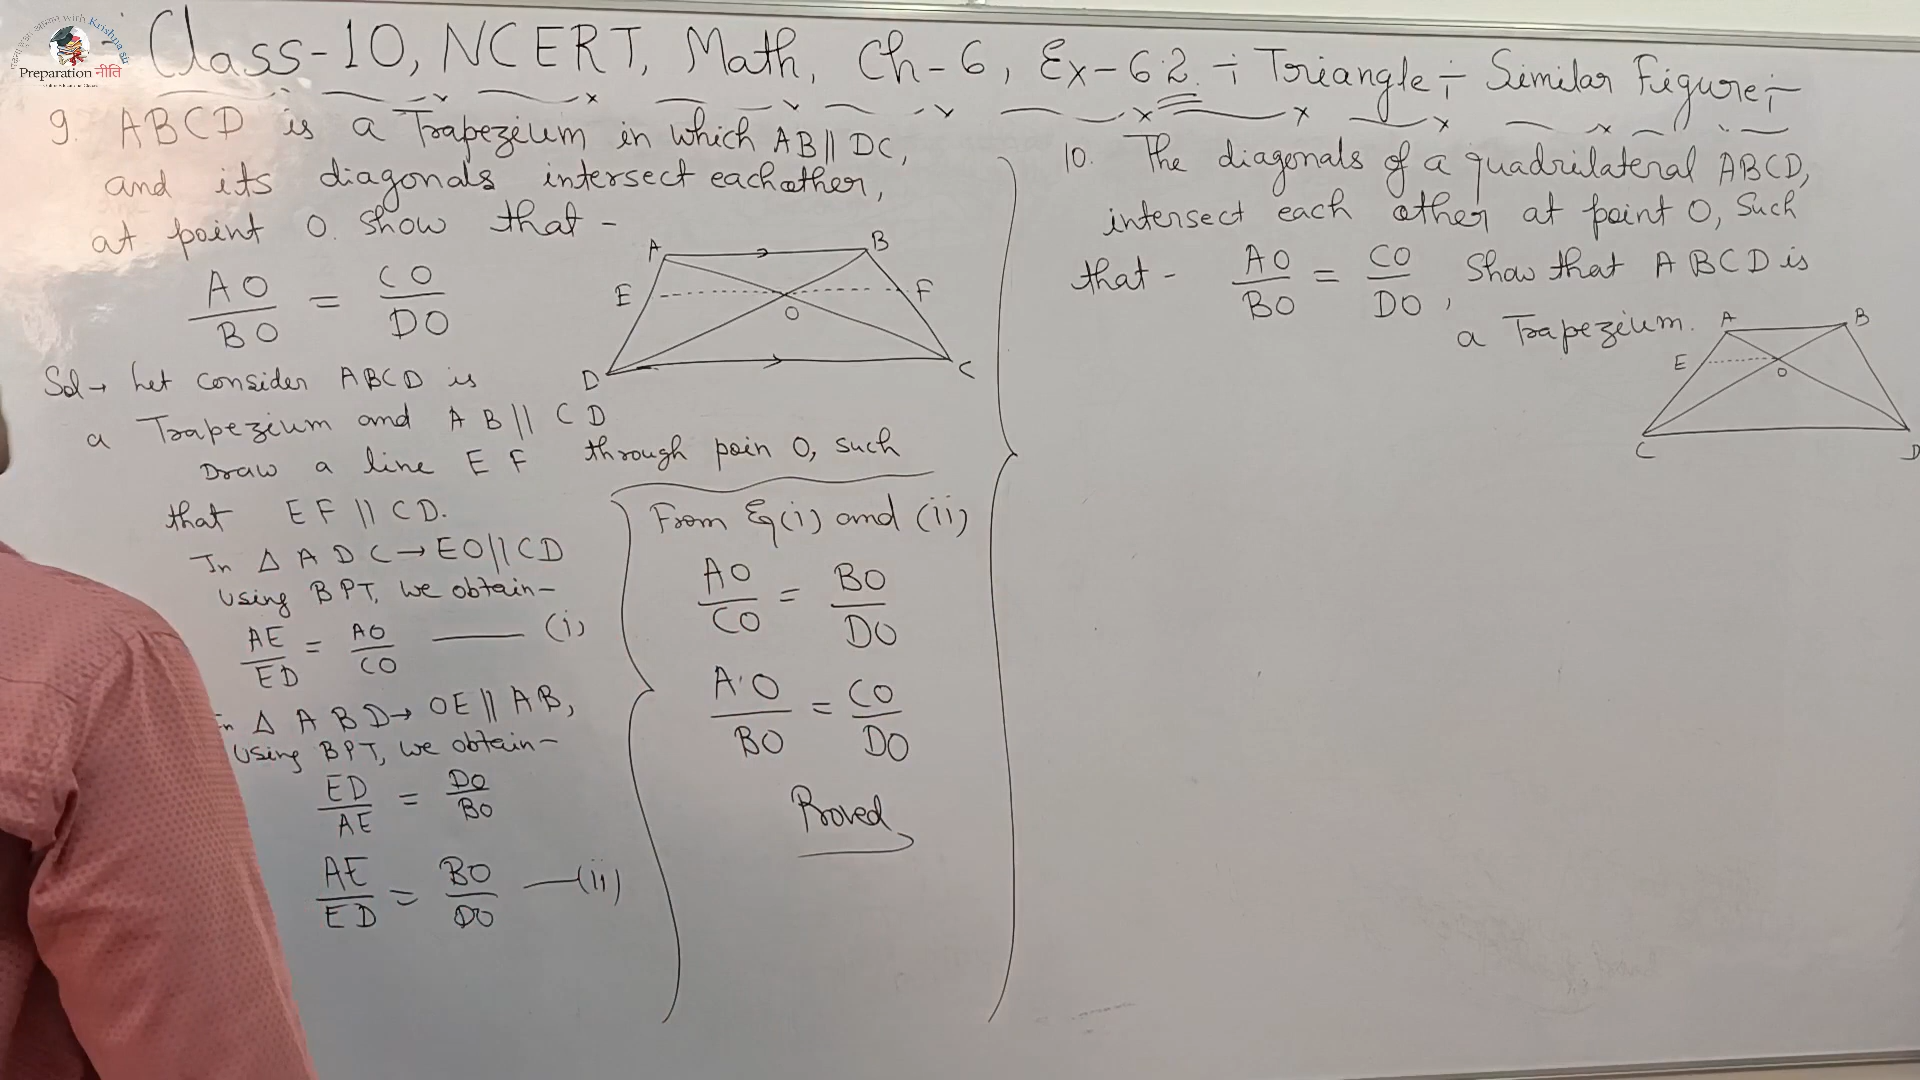 Preparation नीति
Class-10, NCERT, Math, Ch-6, Ex-6.2 ÷ Triangle ÷ Similar Figure ÷
9. ABCD is a Trapezium in which AB || DC,
and its diagonals intersect eachother,
at point O. Show that -
AO/BO = CO/DO
A B
E F
O
D C
Sol → Let consider ABCD is
a Trapezium and AB || CD
Draw a line EF through poin O, such
that EF || CD.
In Δ ADC → EO || CD
Using BPT, we obtain-
AE/ED = AO/CO —— (i)
In Δ ABD → OE || AB,
Using BPT, we obtain-
ED/AE = DO/BO
AE/ED = BO/DO —(ii)
From Eq(i) and (ii)
AO/CO = BO/DO
A·O/BO = CO/DO
Proved
10. The diagonals of a quadrilateral ABCD,
intersect each other at point O, Such
that - AO/BO = CO/DO, Show that ABCD is
a Trapezium.
A B
E
O
C D